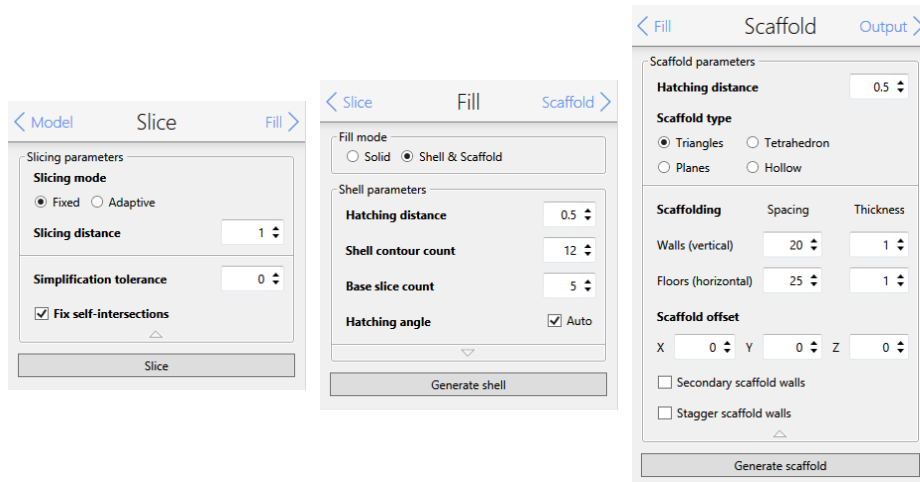 Model Slice Fill
Slicing parameters
Slicing mode
Fixed Adaptive
Slicing distance 1
Simplification tolerance 0
Fix self-intersections
Slice
Slice Fill Scaffold
Fill mode
Solid Shell & Scaffold
Shell parameters
Hatching distance 0.5
Shell contour count 12
Base slice count 5
Hatching angle Auto
Generate shell
Fill Scaffold Output
Scaffold parameters
Hatching distance 0.5
Scaffold type
Triangles Tetrahedron
Planes Hollow
Scaffolding Spacing Thickness
Walls (vertical) 20 1
Floors (horizontal) 25 1
Scaffold offset
X 0 Y 0 Z 0
Secondary scaffold walls
Stagger scaffold walls
Generate scaffold